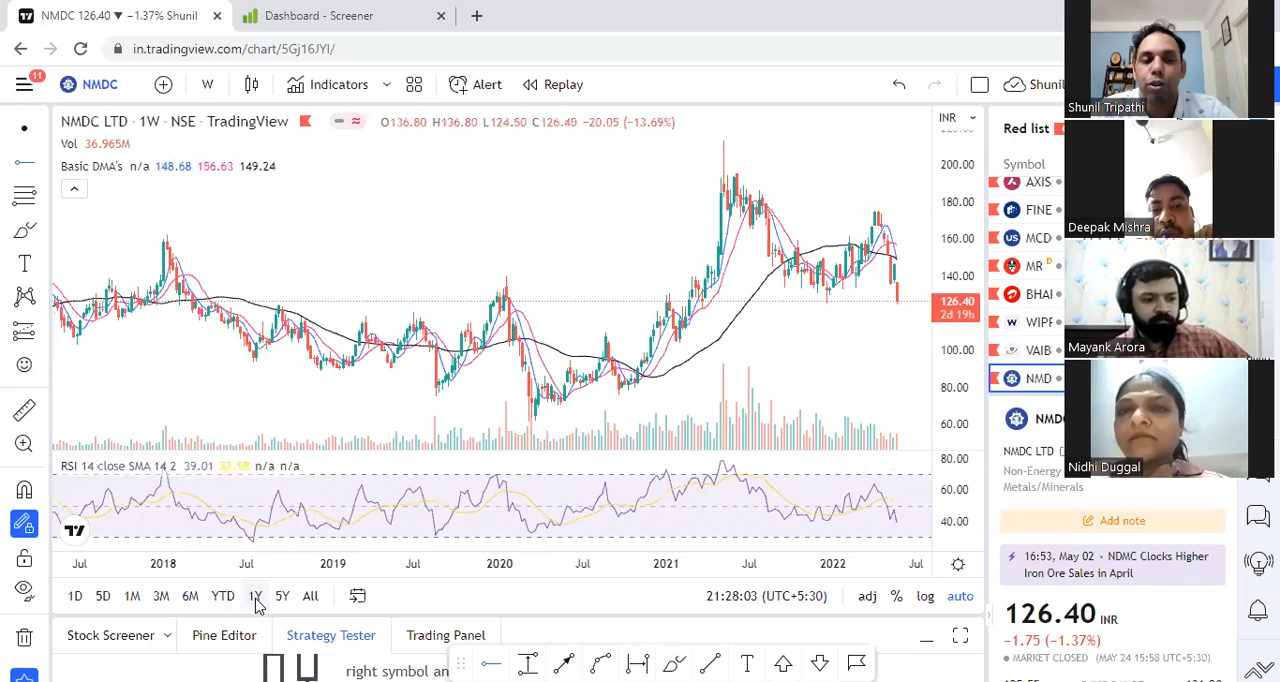 NMDC 126.40 ▼ −1.37% Shunil
Dashboard - Screener
in.tradingview.com/chart/5Gj16JYI/
11
NMDC
W
Indicators
Alert
Replay
Shunil
NMDC LTD · 1W · NSE · TradingView
O136.80 H136.80 L124.50 C126.40 −20.05 (−13.69%)
Vol 36.965M
Basic DMA's n/a 148.68 156.63 149.24
INR
200.00
180.00
160.00
140.00
126.40
2d 19h
100.00
80.00
60.00
RSI 14 close SMA 14 2 39.01 n/a n/a
80.00
60.00
40.00
Jul 2018 Jul 2019 Jul 2020 Jul 2021 Jul 2022 Jul
1D 5D 1M 3M 6M YTD 1Y 5Y All
21:28:03 (UTC+5:30)
adj % log auto
Stock Screener
Pine Editor
Strategy Tester
Trading Panel
right symbol an
Red list
Symbol
AXIS
FINE
MCD
US
MR D
BHAI
WIPF
VAIB
NMD
NMDC
NMDC LTD
Non-Energy
Metals/Minerals
Add note
16:53, May 02 • NDMC Clocks Higher
Iron Ore Sales in April
126.40 INR
−1.75 (−1.37%)
MARKET CLOSED (MAY 24 15:58 UTC+5:30)
Shunil Tripathi
Deepak Mishra
Mayank Arora
Nidhi Duggal